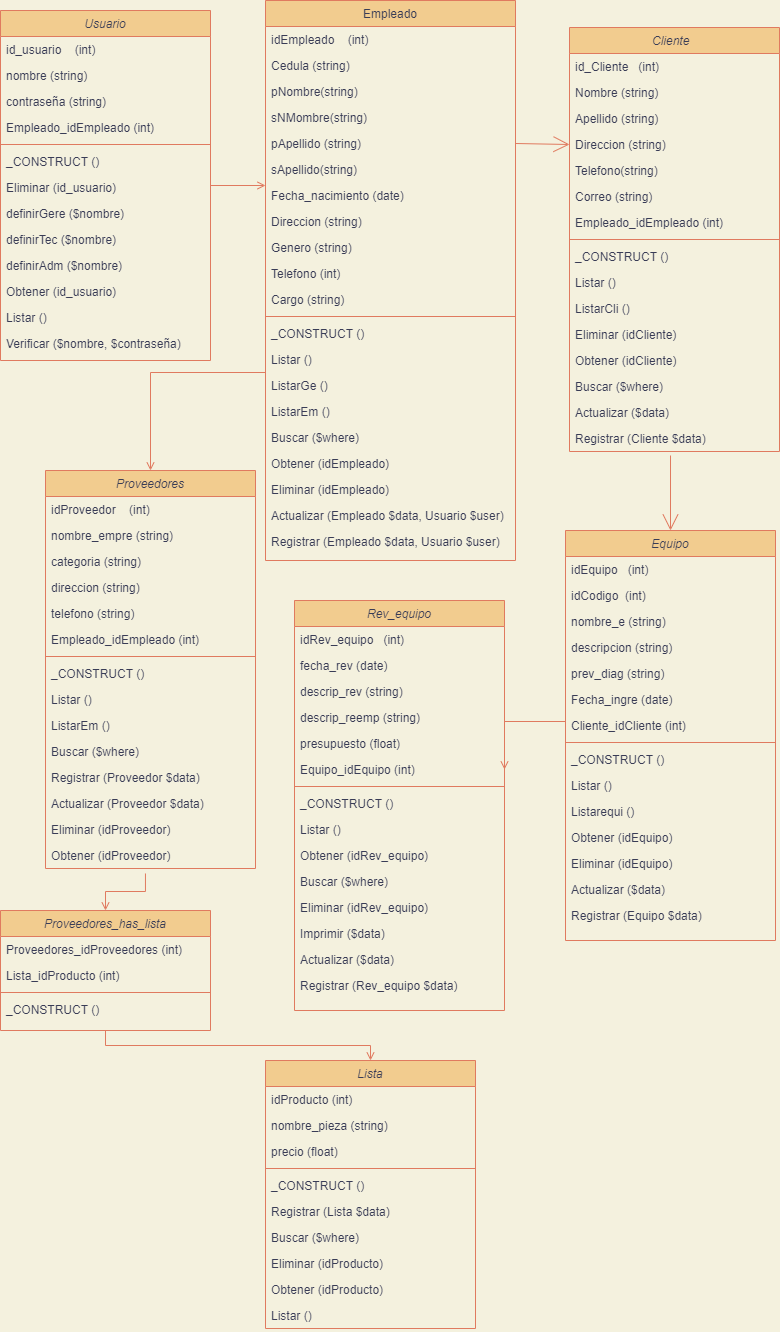 Usuario
id_usuario (int)
nombre (string)
contraseña (string)
Empleado_idEmpleado (int)
_CONSTRUCT ()
Eliminar (id_usuario)
definirGere ($nombre)
definirTec ($nombre)
definirAdm ($nombre)
Obtener (id_usuario)
Listar ()
Verificar ($nombre, $contraseña)
Empleado
idEmpleado (int)
Cedula (string)
pNombre(string)
sNMombre(string)
pApellido (string)
sApellido(string)
Fecha_nacimiento (date)
Direccion (string)
Genero (string)
Telefono (int)
Cargo (string)
_CONSTRUCT ()
Listar ()
ListarGe ()
ListarEm ()
Buscar ($where)
Obtener (idEmpleado)
Eliminar (idEmpleado)
Actualizar (Empleado $data, Usuario $user)
Registrar (Empleado $data, Usuario $user)
Cliente
id_Cliente (int)
Nombre (string)
Apellido (string)
Direccion (string)
Telefono(string)
Correo (string)
Empleado_idEmpleado (int)
_CONSTRUCT ()
Listar ()
ListarCli ()
Eliminar (idCliente)
Obtener (idCliente)
Buscar ($where)
Actualizar ($data)
Registrar (Cliente $data)
Proveedores
idProveedor (int)
nombre_empre (string)
categoria (string)
direccion (string)
telefono (string)
Empleado_idEmpleado (int)
_CONSTRUCT ()
Listar ()
ListarEm ()
Buscar ($where)
Registrar (Proveedor $data)
Actualizar (Proveedor $data)
Eliminar (idProveedor)
Obtener (idProveedor)
Rev_equipo
idRev_equipo (int)
fecha_rev (date)
descrip_rev (string)
descrip_reemp (string)
presupuesto (float)
Equipo_idEquipo (int)
_CONSTRUCT ()
Listar ()
Obtener (idRev_equipo)
Buscar ($where)
Eliminar (idRev_equipo)
Imprimir ($data)
Actualizar ($data)
Registrar (Rev_equipo $data)
Equipo
idEquipo (int)
idCodigo (int)
nombre_e (string)
descripcion (string)
prev_diag (string)
Fecha_ingre (date)
Cliente_idCliente (int)
_CONSTRUCT ()
Listar ()
Listarequi ()
Obtener (idEquipo)
Eliminar (idEquipo)
Actualizar ($data)
Registrar (Equipo $data)
Proveedores_has_lista
Proveedores_idProveedores (int)
Lista_idProducto (int)
_CONSTRUCT ()
Lista
idProducto (int)
nombre_pieza (string)
precio (float)
_CONSTRUCT ()
Registrar (Lista $data)
Buscar ($where)
Eliminar (idProducto)
Obtener (idProducto)
Listar ()